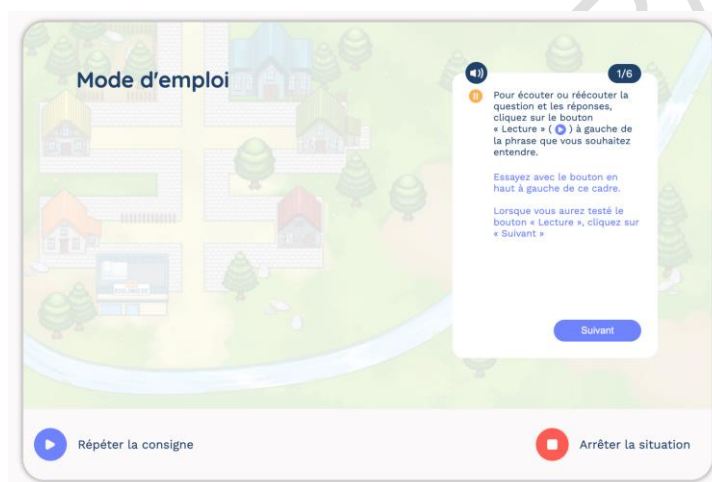 Mode d'emploi
1/6
Pour écouter ou réécouter la
question et les réponses,
cliquez sur le bouton
« Lecture » ( ) à gauche de
la phrase que vous souhaitez
entendre.
Essayez avec le bouton en
haut à gauche de ce cadre.
Lorsque vous aurez testé le
bouton « Lecture », cliquez sur
« Suivant »
Suivant
Répéter la consigne
Arrêter la situation